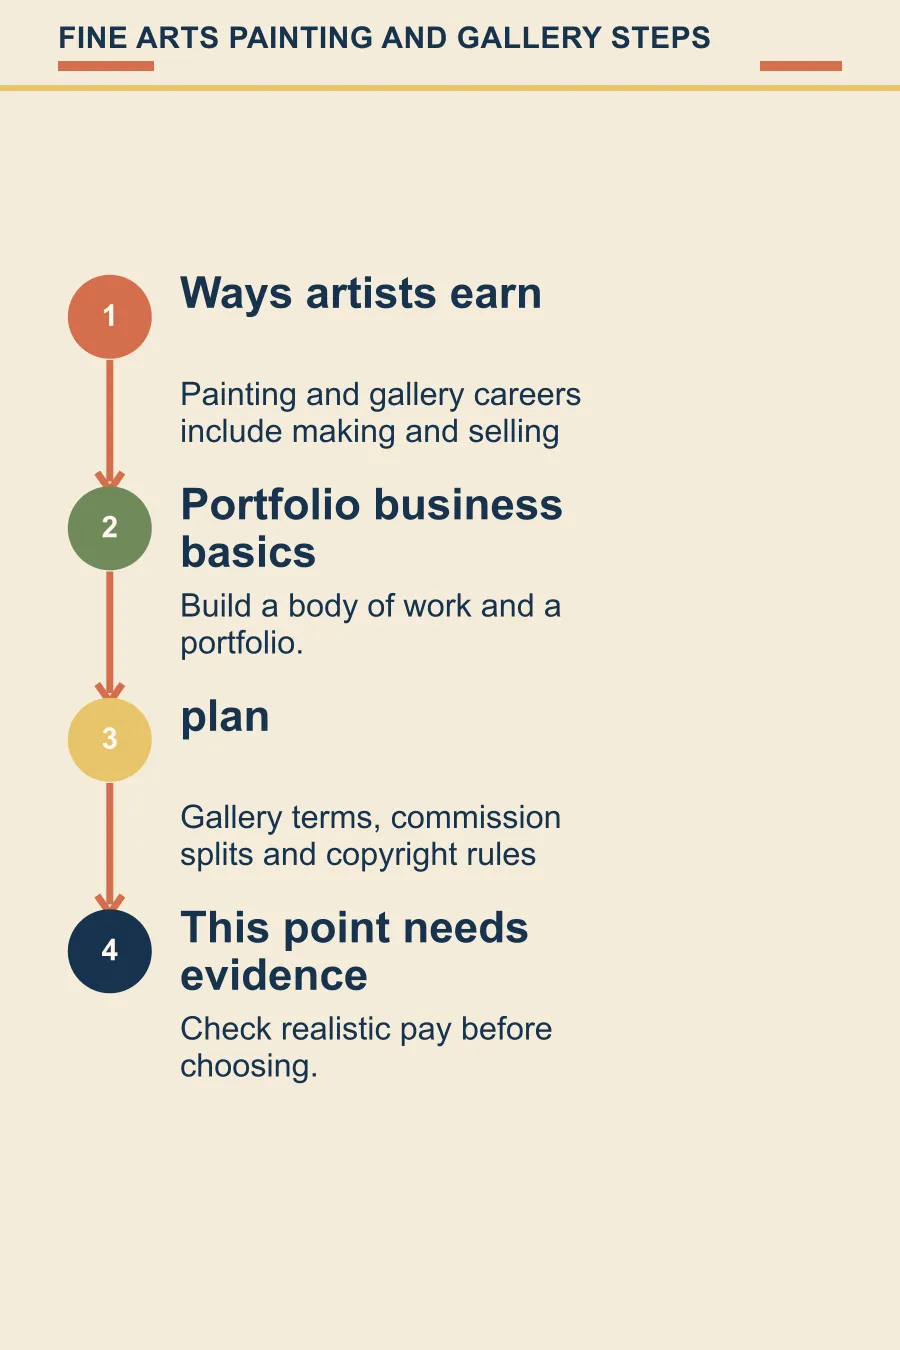 FINE ARTS PAINTING AND GALLERY STEPS
1
Ways artists earn
Painting and gallery careers
include making and selling
2
Portfolio business
basics
Build a body of work and a
portfolio.
3
plan
Gallery terms, commission
splits and copyright rules
4
This point needs
evidence
Check realistic pay before
choosing.